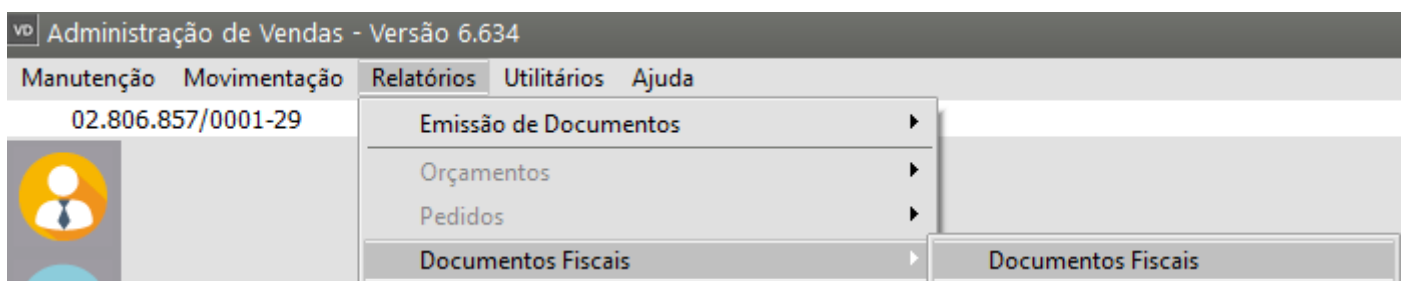 VD Administração de Vendas - Versão 6.634
Manutenção Movimentação Relatórios Utilitários Ajuda
02.806.857/0001-29
Emissão de Documentos
Orçamentos
Pedidos
Documentos Fiscais Documentos Fiscais